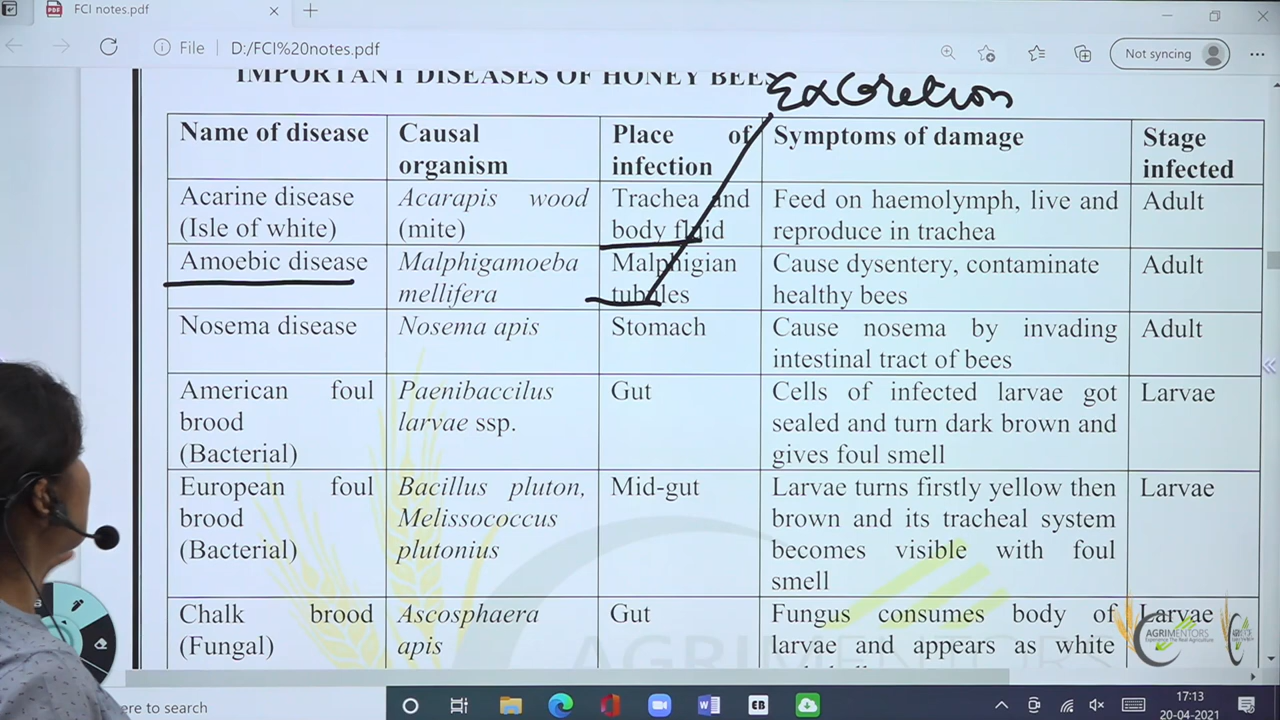 FCI notes.pdf
File D:/FCI%20notes.pdf Not syncing
IMPORTANT DISEASES OF HONEY BEES
Excretion
Name of disease
Causal organism
Place of infection
Symptoms of damage
Stage infected
Acarine disease
(Isle of white)
Acarapis wood
(mite)
Trachea and
body fluid
Feed on haemolymph, live and
reproduce in trachea
Adult
Amoebic disease
Malphigamoeba
mellifera
Malphigian
tubules
Cause dysentery, contaminate
healthy bees
Adult
Nosema disease
Nosema apis
Stomach
Cause nosema by invading
intestinal tract of bees
Adult
American foul
brood
(Bacterial)
Paenibaccilus
larvae ssp.
Gut
Cells of infected larvae got
sealed and turn dark brown and
gives foul smell
Larvae
European foul
brood
(Bacterial)
Bacillus pluton,
Melissococcus
plutonius
Mid-gut
Larvae turns firstly yellow then
brown and its tracheal system
becomes visible with foul
smell
Larvae
Chalk brood
(Fungal)
Ascosphaera
apis
Gut
Fungus consumes body of
larvae and appears as white
Larvae
AGRIMENTORS
AGRIMENTORS
Experience The Real Agriculture
ere to search
17:13
20-04-2021